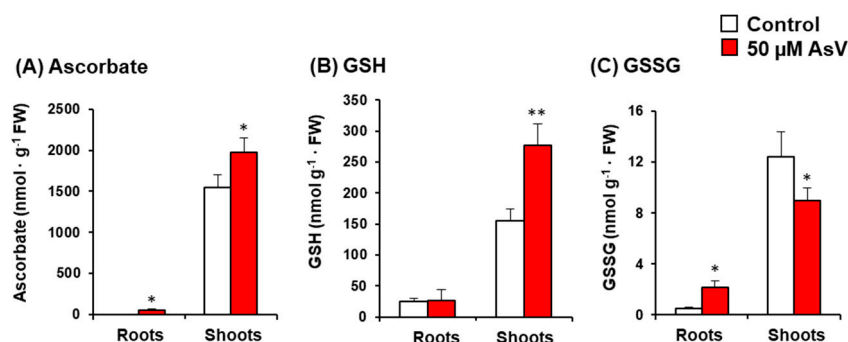 Control
50 µM AsV
(A) Ascorbate
(B) GSH
(C) GSSG
Ascorbate (nmol · g⁻¹ FW)
2500
2000
1500
1000
500
0
*
*
Roots
Shoots
GSH (nmol g⁻¹ · FW)
350
300
250
200
150
100
50
0
**
Roots
Shoots
GSSG (nmol g⁻¹ · FW)
16
12
8
4
0
*
*
Roots
Shoots